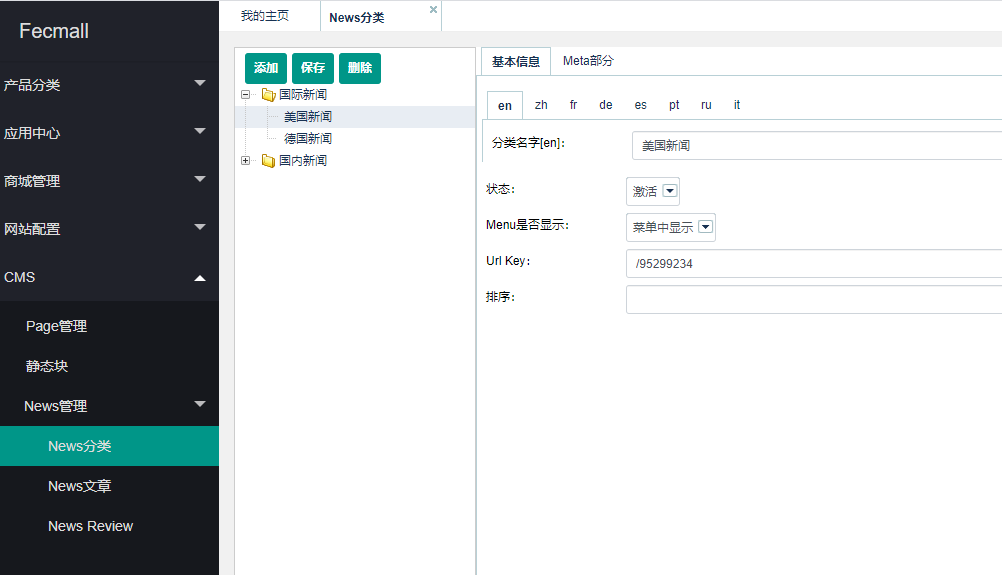 Fecmall
产品分类
应用中心
商城管理
网站配置
CMS
Page管理
静态块
News管理
News分类
News文章
News Review
我的主页
News分类
添加 保存 删除
国际新闻
美国新闻
德国新闻
国内新闻
基本信息 Meta部分
en zh fr de es pt ru it
分类名字[en]: 美国新闻
状态: 激活
Menu是否显示: 菜单中显示
Url Key: /95299234
排序: